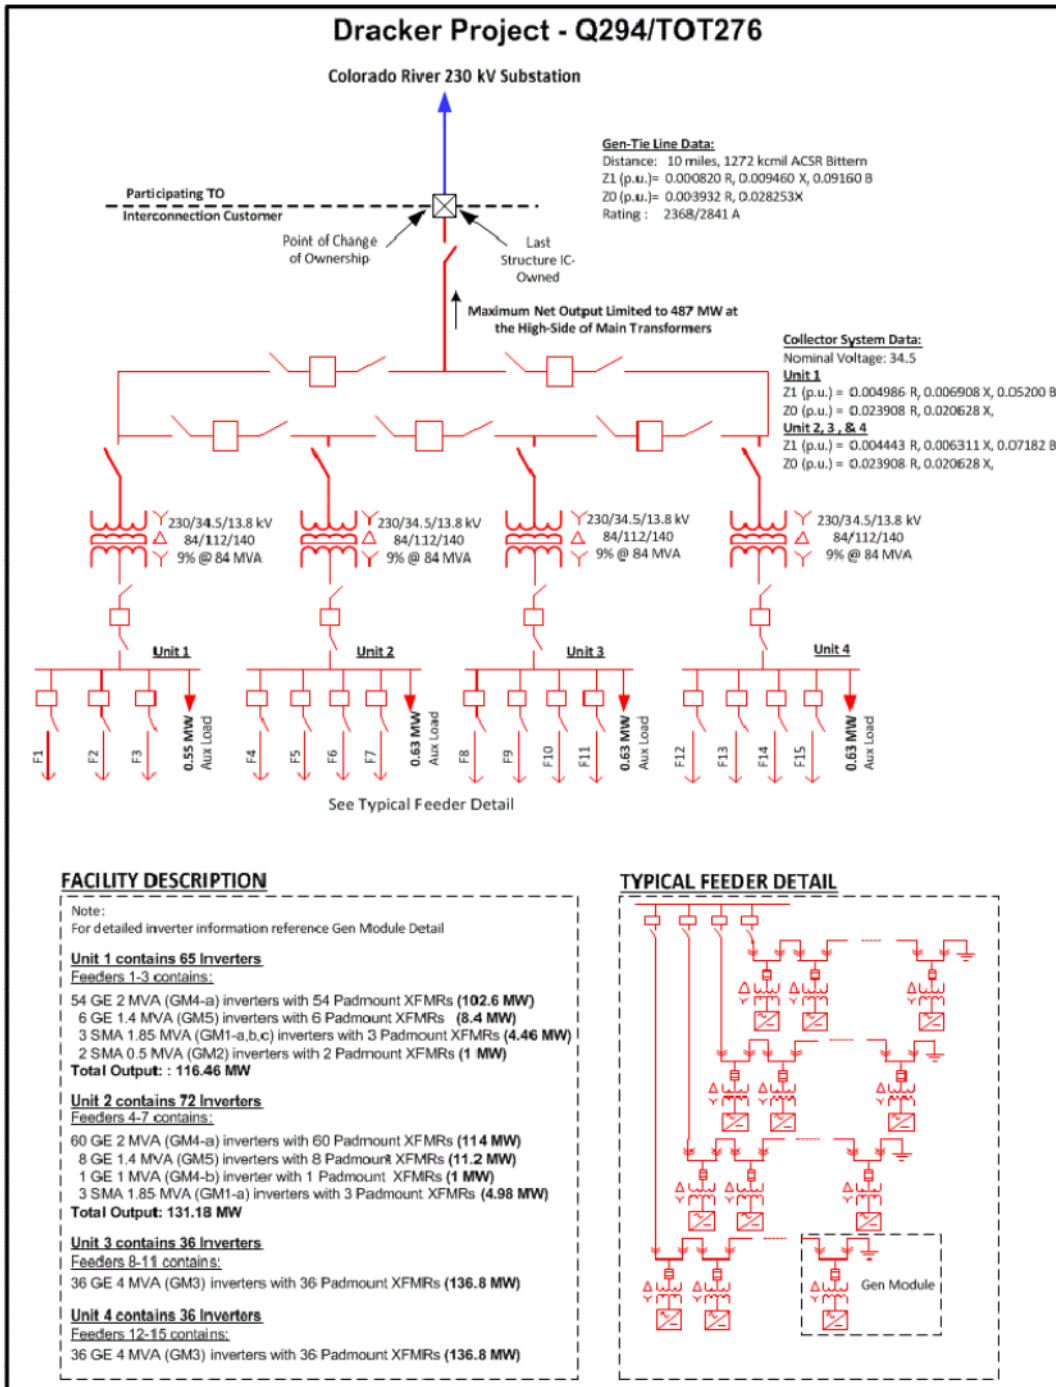 Dracker Project - Q294/TOT276
Colorado River 230 kV Substation
Gen-Tie Line Data:
Distance: 10 miles, 1272 kcmil ACSR Bittern
Z1 (p.u.)= 0.000820 R, 0.009460 X, 0.09160 B
Z0 (p.u.)= 0.003932 R, 0.028253X
Rating : 2368/2841 A
Participating TO
Interconnection Customer
Point of Change
of Ownership
Last
Structure IC-
Owned
Maximum Net Output Limited to 487 MW at
the High-Side of Main Transformers
Collector System Data:
Nominal Voltage: 34.5
Unit 1
Z1 (p.u.) = 0.004986 R, 0.006908 X, 0.05200 B
Z0 (p.u.) = 0.023908 R, 0.020628 X,
Unit 2, 3 , & 4
Z1 (p.u.) = 0.004443 R, 0.006311 X, 0.07182 B
Z0 (p.u.) = 0.023908 R, 0.020628 X,
230/34.5/13.8 kV
84/112/140
9% @ 84 MVA
230/34.5/13.8 kV
84/112/140
9% @ 84 MVA
230/34.5/13.8 kV
84/112/140
9% @ 84 MVA
230/34.5/13.8 kV
84/112/140
9% @ 84 MVA
Unit 1
Unit 2
Unit 3
Unit 4
F1
F2
F3
0.55 MW
Aux Load
F4
F5
F6
F7
0.63 MW
Aux Load
F8
F9
F10
F11
0.63 MW
Aux Load
F12
F13
F14
F15
0.63 MW
Aux Load
See Typical Feeder Detail
FACILITY DESCRIPTION
Note:
For detailed inverter information reference Gen Module Detail
Unit 1 contains 65 Inverters
Feeders 1-3 contains:
54 GE 2 MVA (GM4-a) inverters with 54 Padmount XFMRs (102.6 MW)
6 GE 1.4 MVA (GM5) inverters with 6 Padmount XFMRs (8.4 MW)
3 SMA 1.85 MVA (GM1-a,b,c) inverters with 3 Padmount XFMRs (4.46 MW)
2 SMA 0.5 MVA (GM2) inverters with 2 Padmount XFMRs (1 MW)
Total Output: : 116.46 MW
Unit 2 contains 72 Inverters
Feeders 4-7 contains:
60 GE 2 MVA (GM4-a) inverters with 60 Padmount XFMRs (114 MW)
8 GE 1.4 MVA (GM5) inverters with 8 Padmount XFMRs (11.2 MW)
1 GE 1 MVA (GM4-b) inverter with 1 Padmount XFMRs (1 MW)
3 SMA 1.85 MVA (GM1-a) inverters with 3 Padmount XFMRs (4.98 MW)
Total Output: 131.18 MW
Unit 3 contains 36 Inverters
Feeders 8-11 contains:
36 GE 4 MVA (GM3) inverters with 36 Padmount XFMRs (136.8 MW)
Unit 4 contains 36 Inverters
Feeders 12-15 contains:
36 GE 4 MVA (GM3) inverters with 36 Padmount XFMRs (136.8 MW)
TYPICAL FEEDER DETAIL
Gen Module